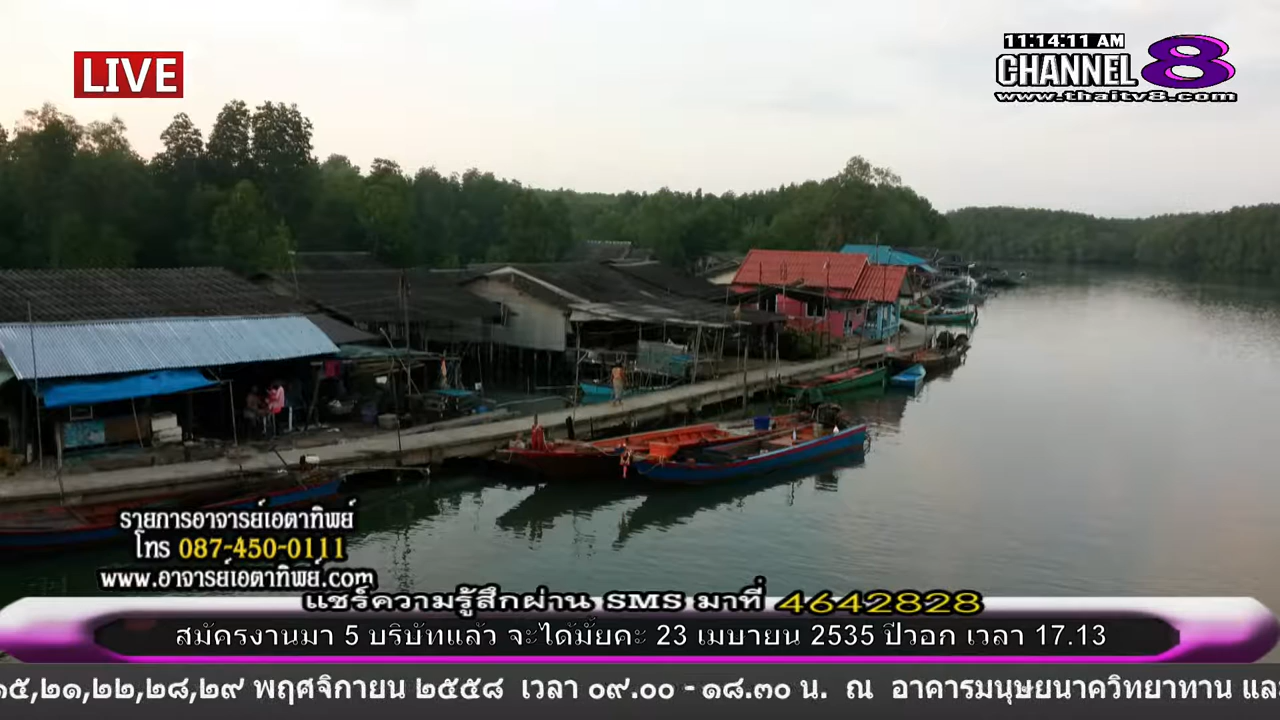 LIVE
11:14:11 AM
CHANNEL 8
www.thaitv8.com
รายการอาจารย์เอตาทิพย์
โทร 087-450-0111
www.อาจารย์เอตาทิพย์.com
แชร์ความรู้สึกผ่าน SMS มาที่ 4642828
สมัครงานมา 5 บริษัทแล้ว จะได้มั้ยคะ 23 เมษายน 2535 ปีวอก เวลา 17.13
๑๕,๒๑,๒๒,๒๘,๒๙ พฤศจิกายน ๒๕๕๘ เวลา ๐๙.๐๐ - ๑๘.๓๐ น. ณ อาคารมนุษยนาควิทยาทาน และ